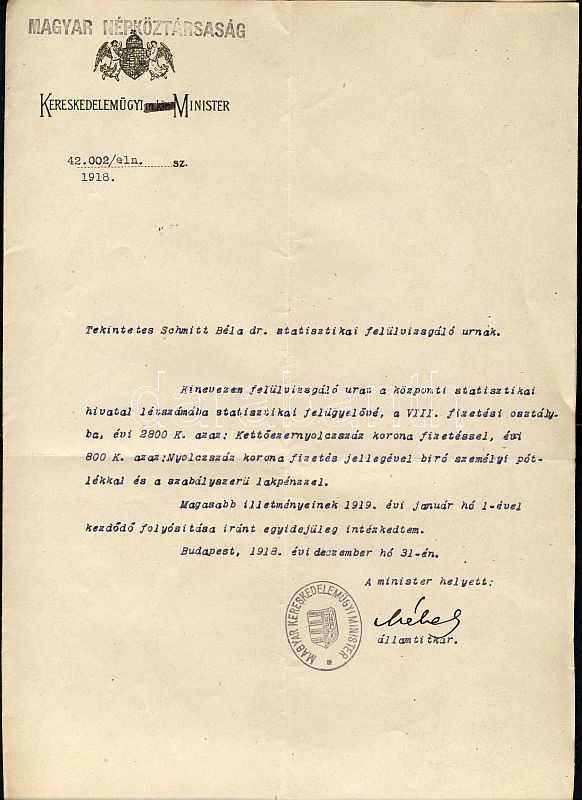 MAGYAR NÉPKÖZTÁRSASÁG
KERESKEDELEMÜGYI MINISTER
42.002/eln. sz.
1918.
Tekintetes Schmitt Béla dr. statisztikai felülvizsgáló urnak.
Kinevezem felülvizsgáló urat a központi statisztikai
hivatal létszámába statisztikai felügyelővé, a VIII. fizetési osztály-
ba, évi 2800 K. azaz: Kettőezernyolczszáz korona fizetéssel, évi
800 K. azaz:Nyolczszáz korona fizetés jellegével biró személyi pót-
lékkal és a szabályszerü lakpénzzel.
Magasabb illetményeinek 1919. évi január hó 1-ével
kezdődő folyósitása iránt egyidejüleg intézkedtem.
Budapest, 1918. évi deczember hó 31-én.
A minister helyett:
MAGYAR KERESKEDELEMÜGYI MINISTER
államtitkár.